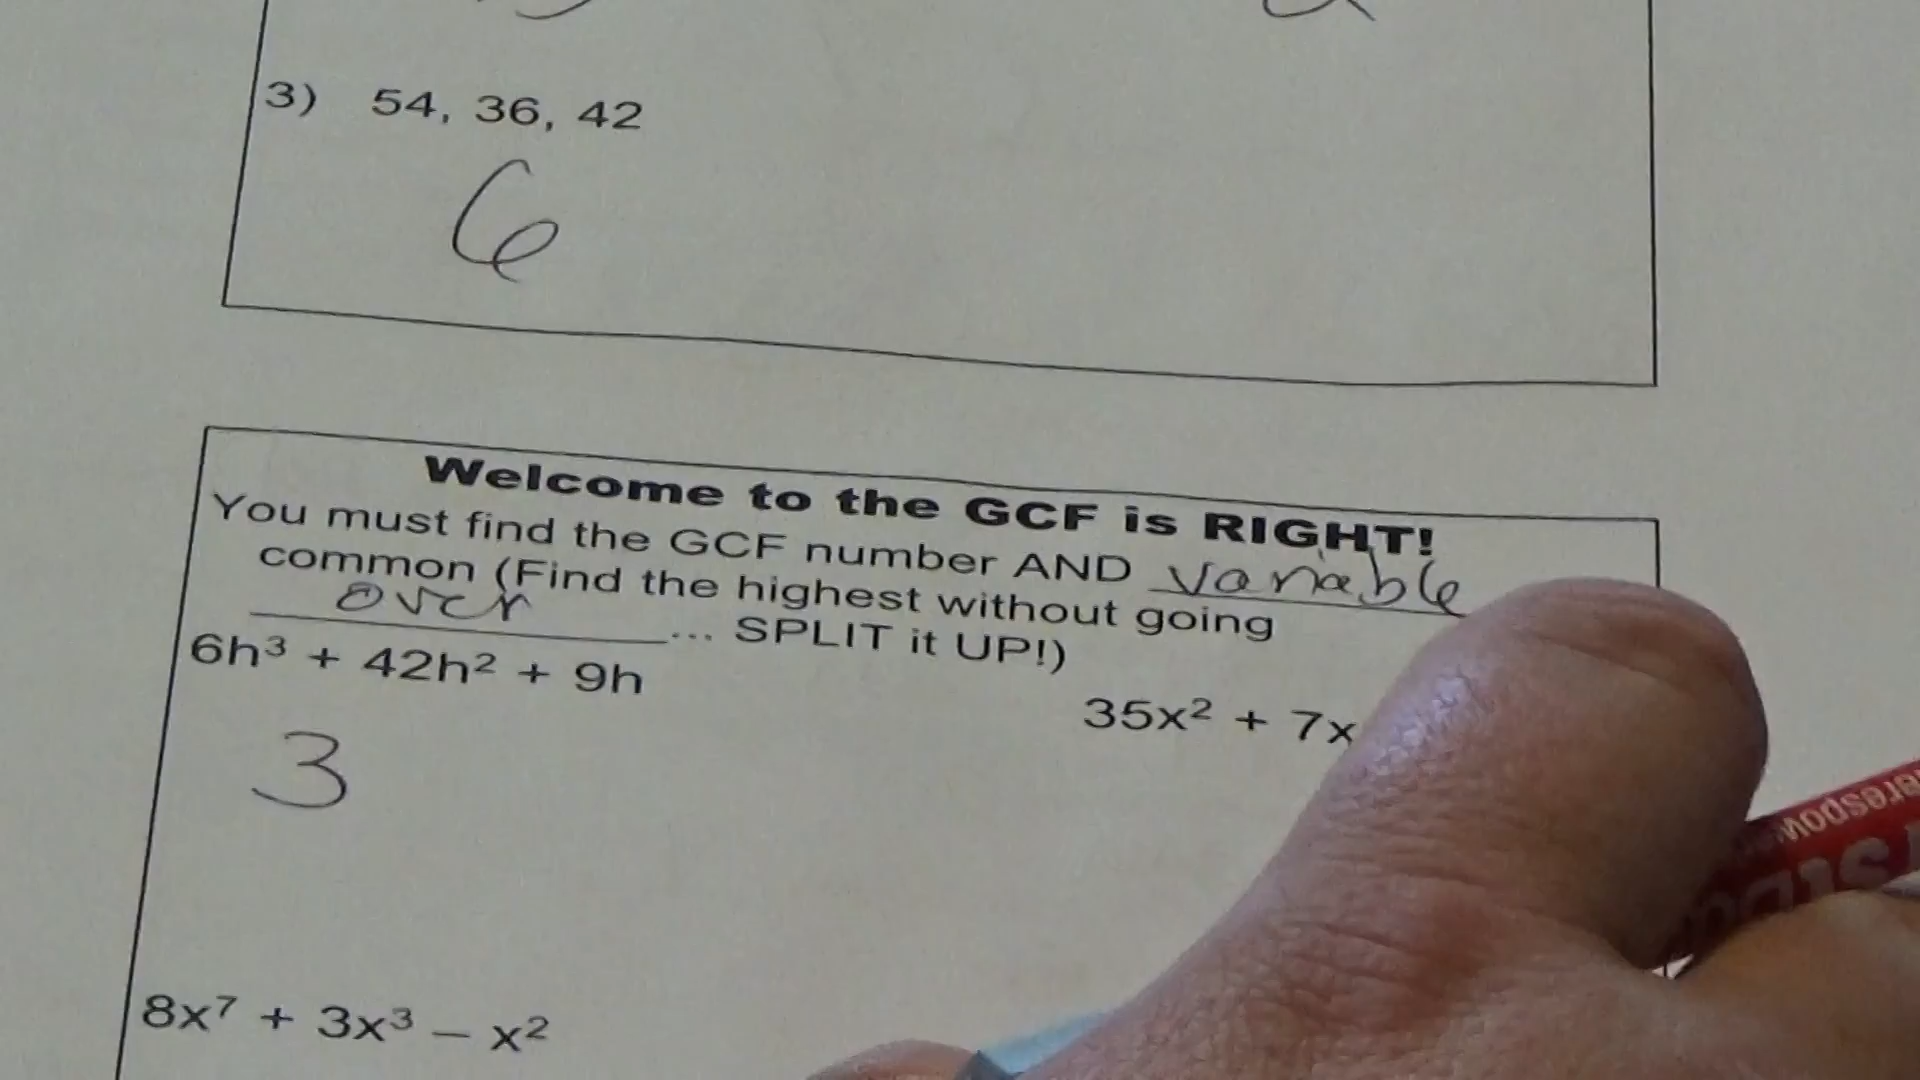 3) 54, 36, 42
6
Welcome to the GCF is RIGHT!
You must find the GCF number AND variable
common (Find the highest without going
over ... SPLIT it UP!)
6h³ + 42h² + 9h
35x² + 7x
3
8x⁷ + 3x³ – x²